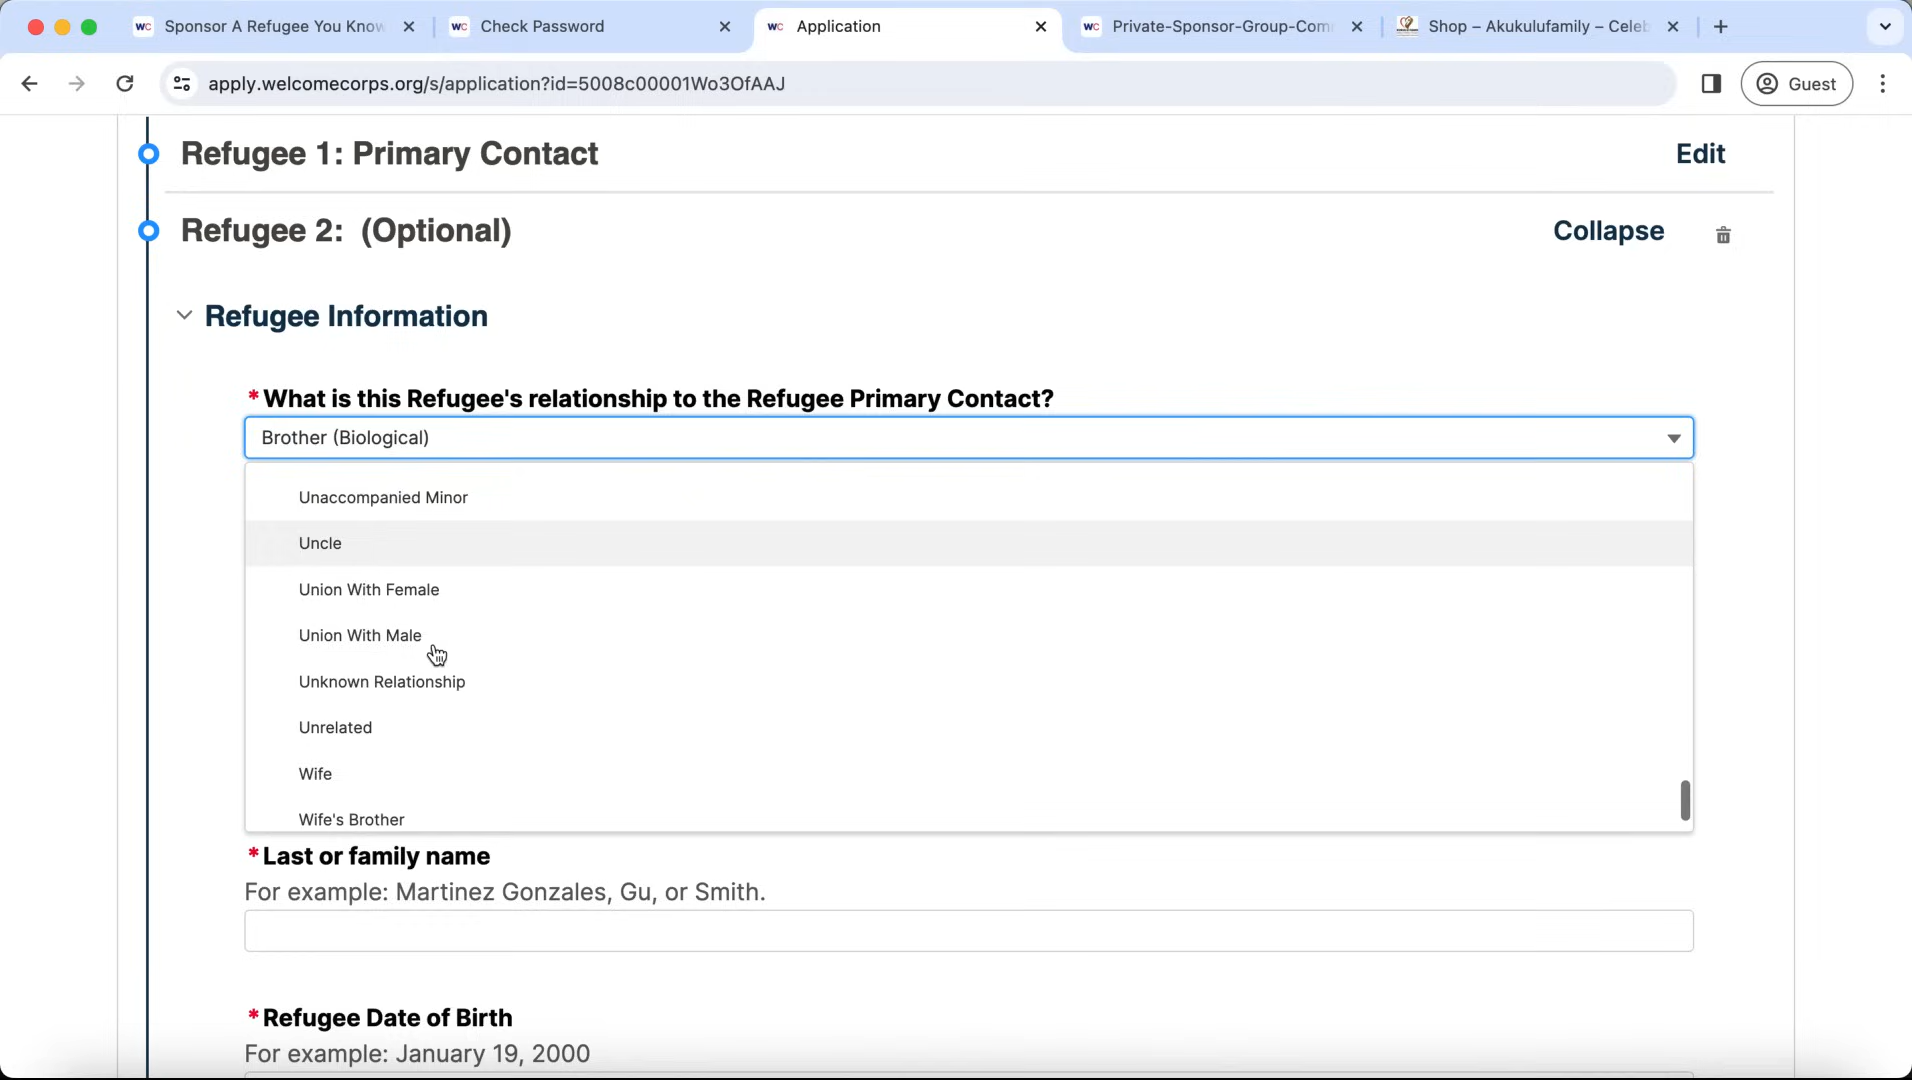 Sponsor A Refugee You Know
Check Password
Application
Private-Sponsor-Group-Com
Shop – Akukulufamily – Celeb
apply.welcomecorps.org/s/application?id=5008c00001Wo3OfAAJ
Guest
Refugee 1: Primary Contact
Edit
Refugee 2: (Optional)
Collapse
Refugee Information
*What is this Refugee's relationship to the Refugee Primary Contact?
Brother (Biological)
Unaccompanied Minor
Uncle
Union With Female
Union With Male
Unknown Relationship
Unrelated
Wife
Wife's Brother
*Last or family name
For example: Martinez Gonzales, Gu, or Smith.
*Refugee Date of Birth
For example: January 19, 2000